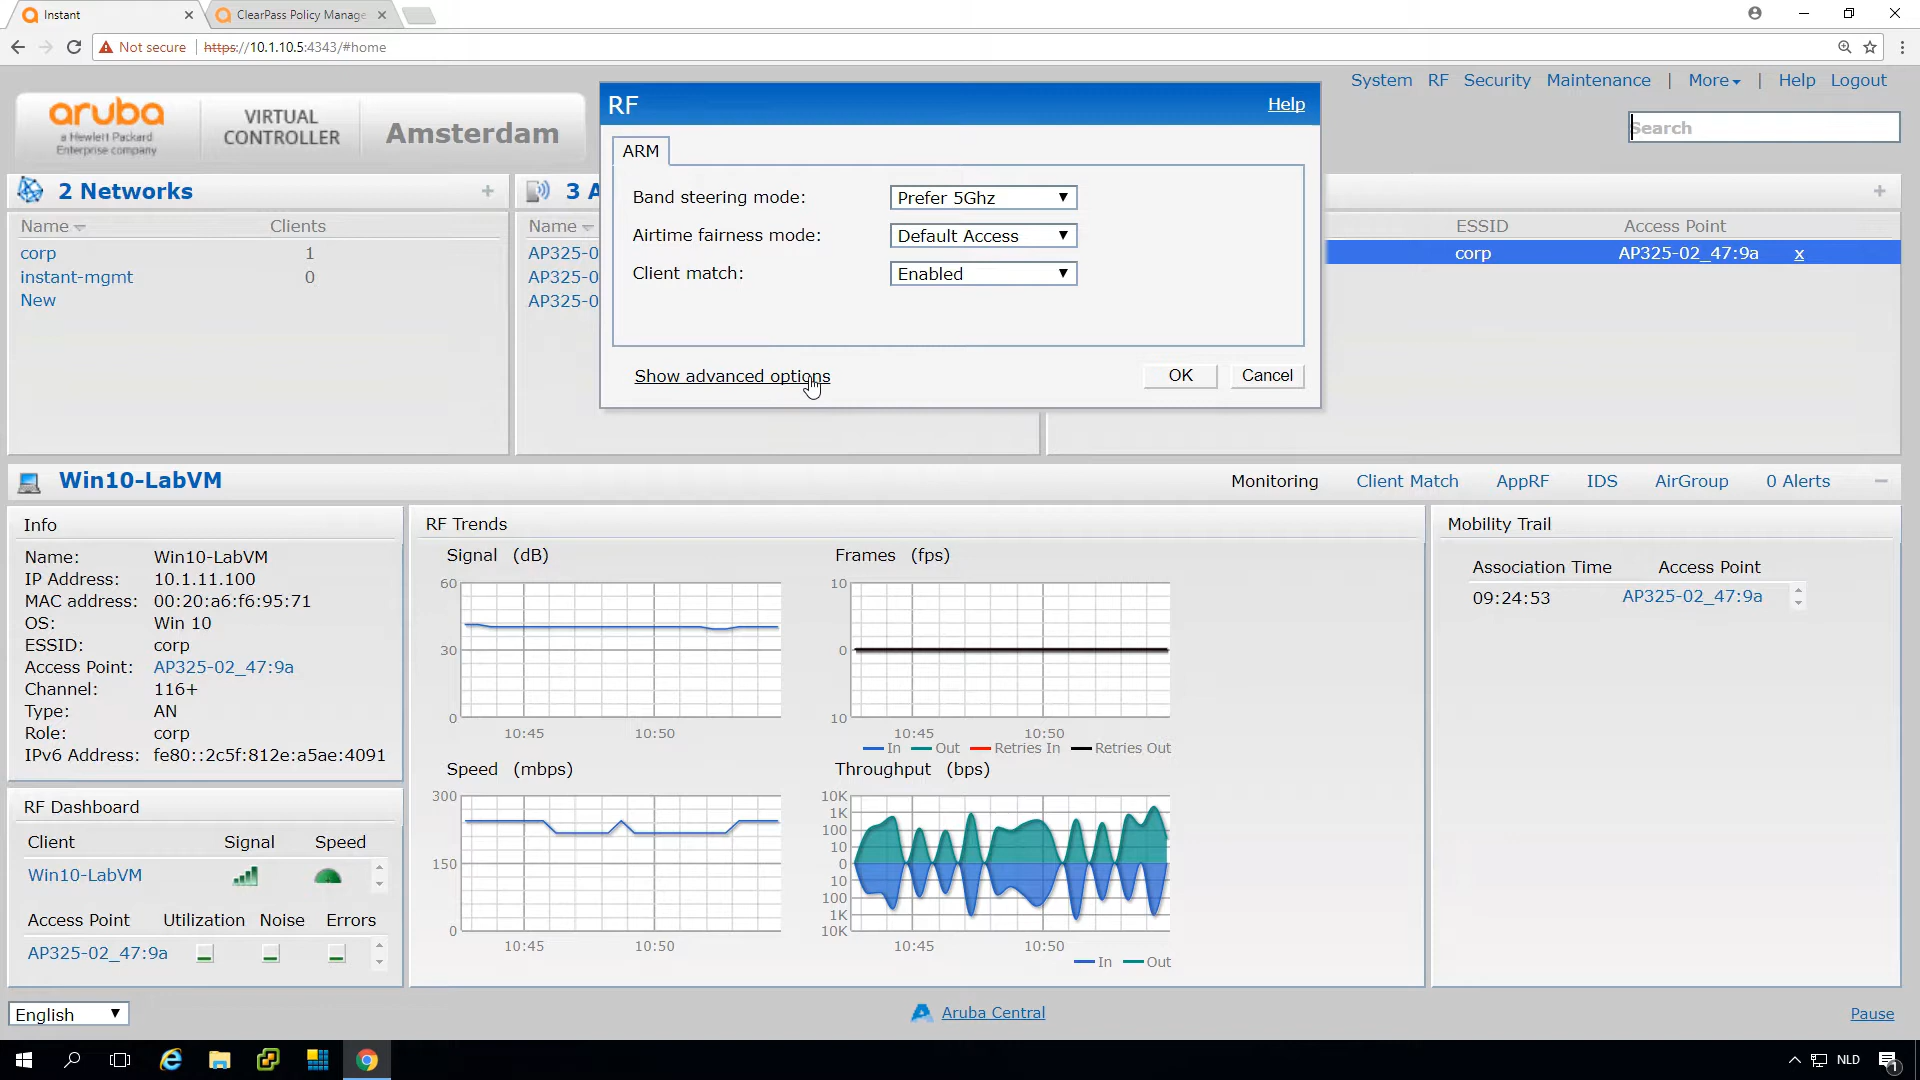 Instant
ClearPass Policy Manage
Not secure https://10.1.10.5:4343/#home
System RF Security Maintenance | More | Help Logout
aruba
a Hewlett Packard
Enterprise company
VIRTUAL
CONTROLLER
Amsterdam
Search
RF Help
ARM
Band steering mode: Prefer 5Ghz
Airtime fairness mode: Default Access
Client match: Enabled
Show advanced options OK Cancel
2 Networks +
Name Clients
corp 1
instant-mgmt 0
New
3 A
Name
AP325-0
AP325-0
AP325-0
+
ESSID Access Point
corp AP325-02_47:9a x
Win10-LabVM
Monitoring Client Match AppRF IDS AirGroup 0 Alerts
Info
Name: Win10-LabVM
IP Address: 10.1.11.100
MAC address: 00:20:a6:f6:95:71
OS: Win 10
ESSID: corp
Access Point: AP325-02_47:9a
Channel: 116+
Type: AN
Role: corp
IPv6 Address: fe80::2c5f:812e:a5ae:4091
RF Dashboard
Client Signal Speed
Win10-LabVM
Access Point Utilization Noise Errors
AP325-02_47:9a
RF Trends
Signal (dB)
60
30
0
10:45 10:50
Frames (fps)
10
0
10
10:45 10:50
In Out Retries In Retries Out
Speed (mbps)
300
150
0
10:45 10:50
Throughput (bps)
10K
1K
100
10
0
10
100
1K
10K
10:45 10:50
In Out
Mobility Trail
Association Time Access Point
09:24:53 AP325-02_47:9a
English
Aruba Central
Pause
NLD
1